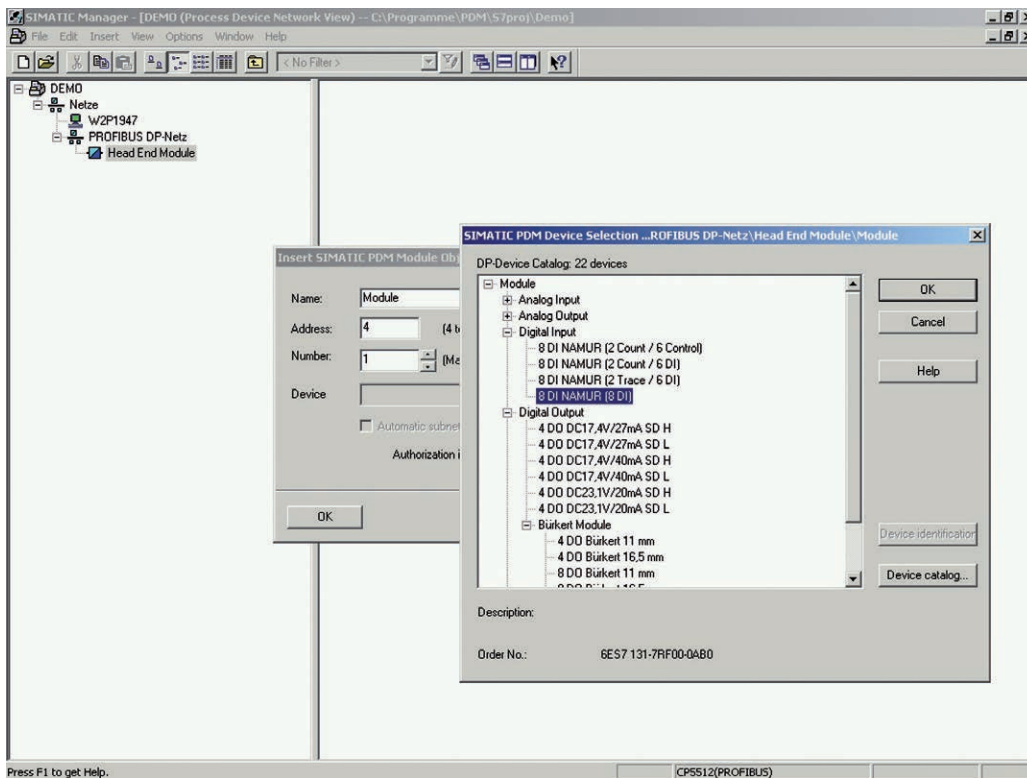 SIMATIC Manager - [DEMO (Process Device Network View) -- C:\Programme\PDM\S7proj\Demo]
File Edit Insert View Options Window Help
< No Filter >
DEMO
Netze
W2P1947
PROFIBUS DP-Netz
Head End Module
Insert SIMATIC PDM Module Obj
Name: Module
Address: 4 (4 t
Number: 1 (Ma
Device
Automatic subnet
Authorization i
OK
SIMATIC PDM Device Selection ...ROFIBUS DP-Netz\Head End Module\Module
DP-Device Catalog: 22 devices
Module
Analog Input
Analog Output
Digital Input
8 DI NAMUR (2 Count / 6 Control)
8 DI NAMUR (2 Count / 6 DI)
8 DI NAMUR (2 Trace / 6 DI)
8 DI NAMUR (8 DI)
Digital Output
4 DO DC17,4V/27mA SD H
4 DO DC17,4V/27mA SD L
4 DO DC17,4V/40mA SD H
4 DO DC17,4V/40mA SD L
4 DO DC23,1V/20mA SD H
4 DO DC23,1V/20mA SD L
Bürkert Module
4 DO Bürkert 11 mm
4 DO Bürkert 16,5 mm
8 DO Bürkert 11 mm
OK
Cancel
Help
Device identification
Device catalog...
Description:
Order No.: 6ES7 131-7RF00-0AB0
Press F1 to get Help.
CP5512(PROFIBUS)